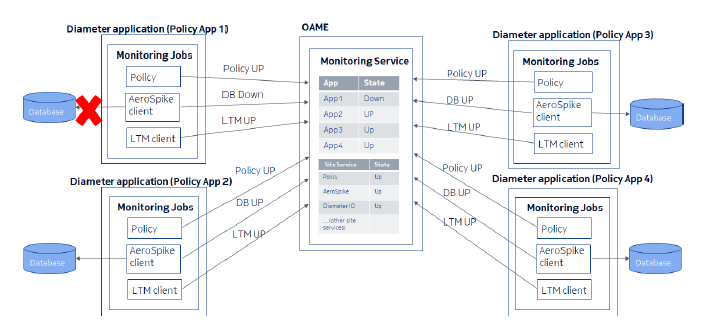 Diameter application (Policy App 1)
Monitoring Jobs
Policy
AeroSpike
client
LTM client
Database
Policy UP
DB Down
LTM UP
OAME
Monitoring Service
App State
App1 Down
App2 UP
App3 Up
App4 Up
Site Service State
Policy Up
AeroSpike Up
DiameterIO Up
... (other site
services)
Diameter application (Policy App 3)
Monitoring Jobs
Policy
AeroSpike
client
LTM client
Database
Policy UP
DB UP
LTM UP
Diameter application (Policy App 2)
Monitoring Jobs
Policy
AeroSpike
client
LTM client
Database
Policy UP
DB UP
LTM UP
Diameter application (Policy App 4)
Monitoring Jobs
Policy
AeroSpike
client
LTM client
Database
Policy UP
DB UP
LTM UP